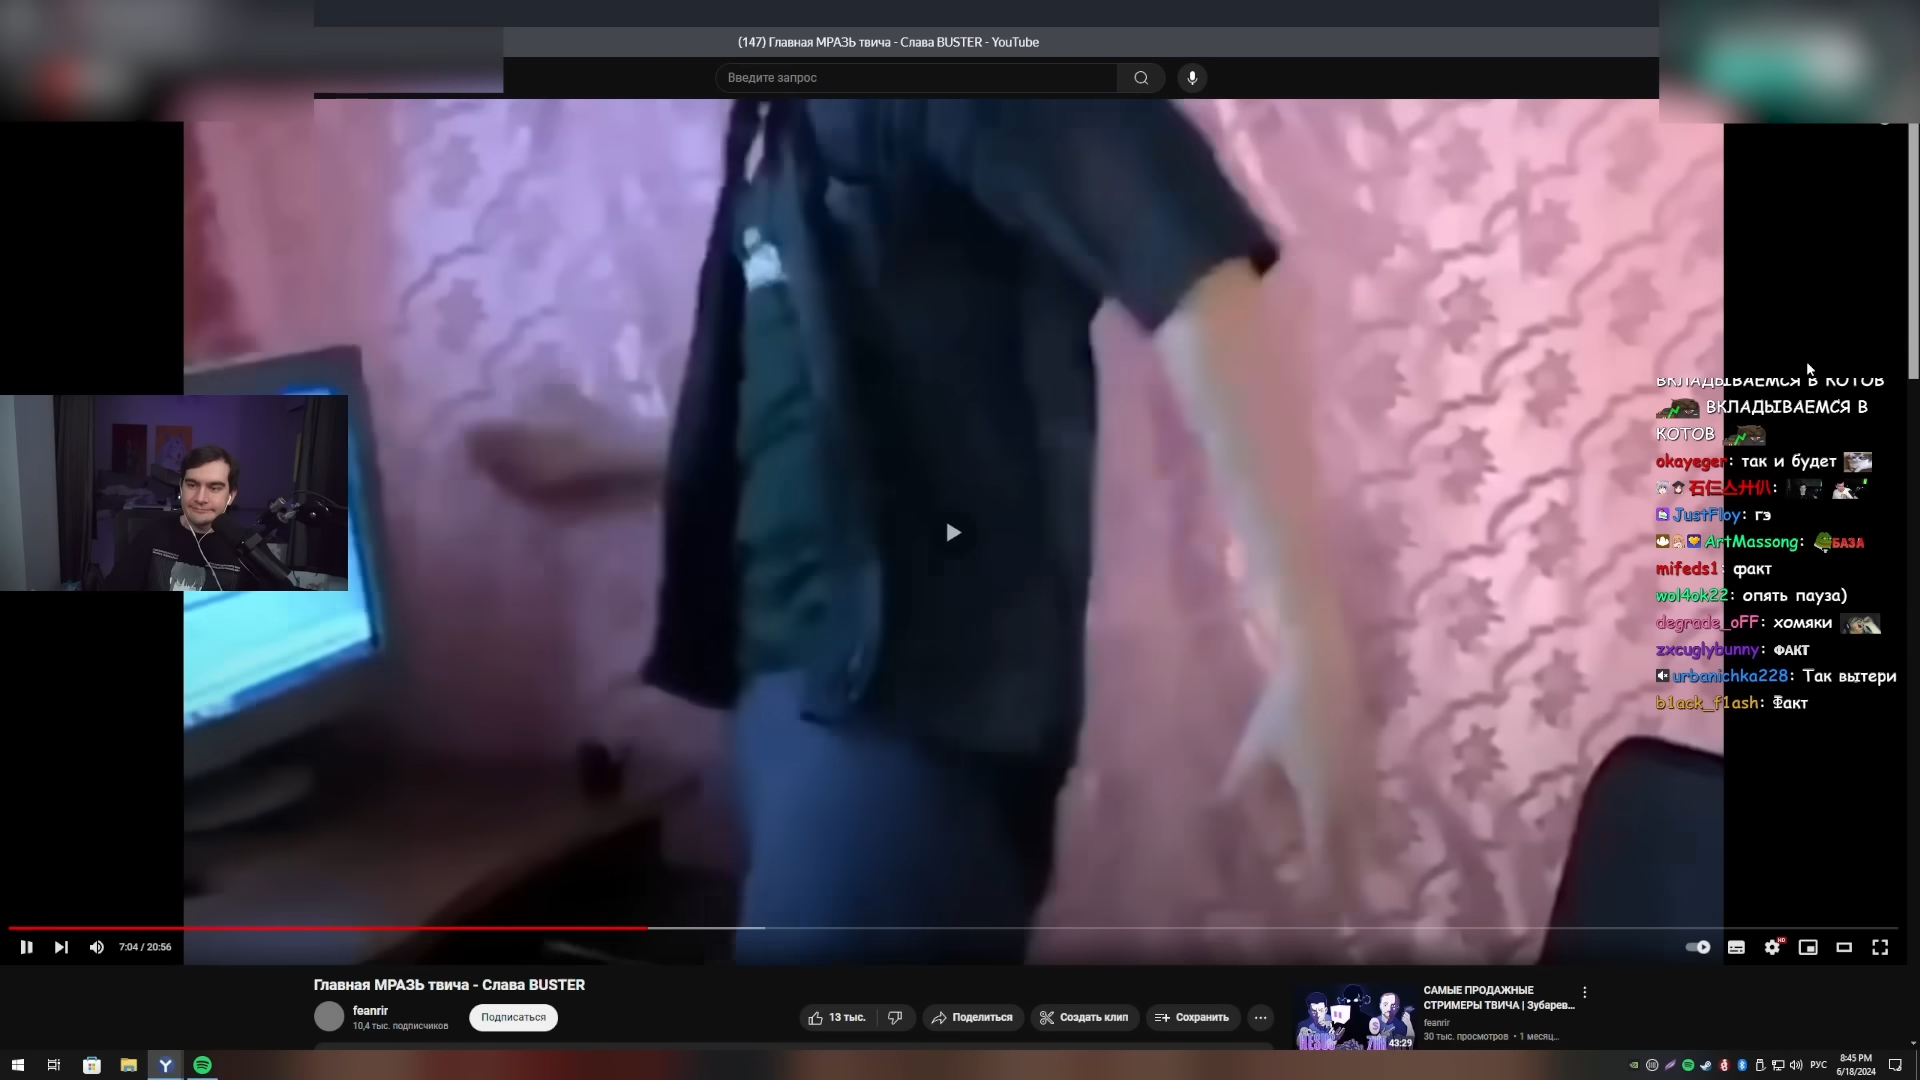 (147) Главная МРАЗЬ твича - Слава BUSTER - YouTube
Введите запрос
ВКЛАДЫВАЕМСЯ В КОТОВ
ВКЛАДЫВАЕМСЯ В
КОТОВ
okayeger: так и будет
JustFloy: гэ
ArtMassong: БАЗА
mifeds1: факт
wol4ok22: опять пауза)
degrade_oFF: хомяки
zxcuglybunny: ФАКТ
urbanichka228: Так вытери
b1ack_f1ash: Факт
7:04 / 20:56
HD
Главная МРАЗЬ твича - Слава BUSTER
feanrir
10,4 тыс. подписчиков
Подписаться
13 тыс.
Поделиться
Создать клип
Сохранить
САМЫЕ ПРОДАЖНЫЕ
СТРИМЕРЫ ТВИЧА | Зубарев...
feanrir
30 тыс. просмотров • 1 месяц...
43:29
РУС
8:45 PM
6/18/2024